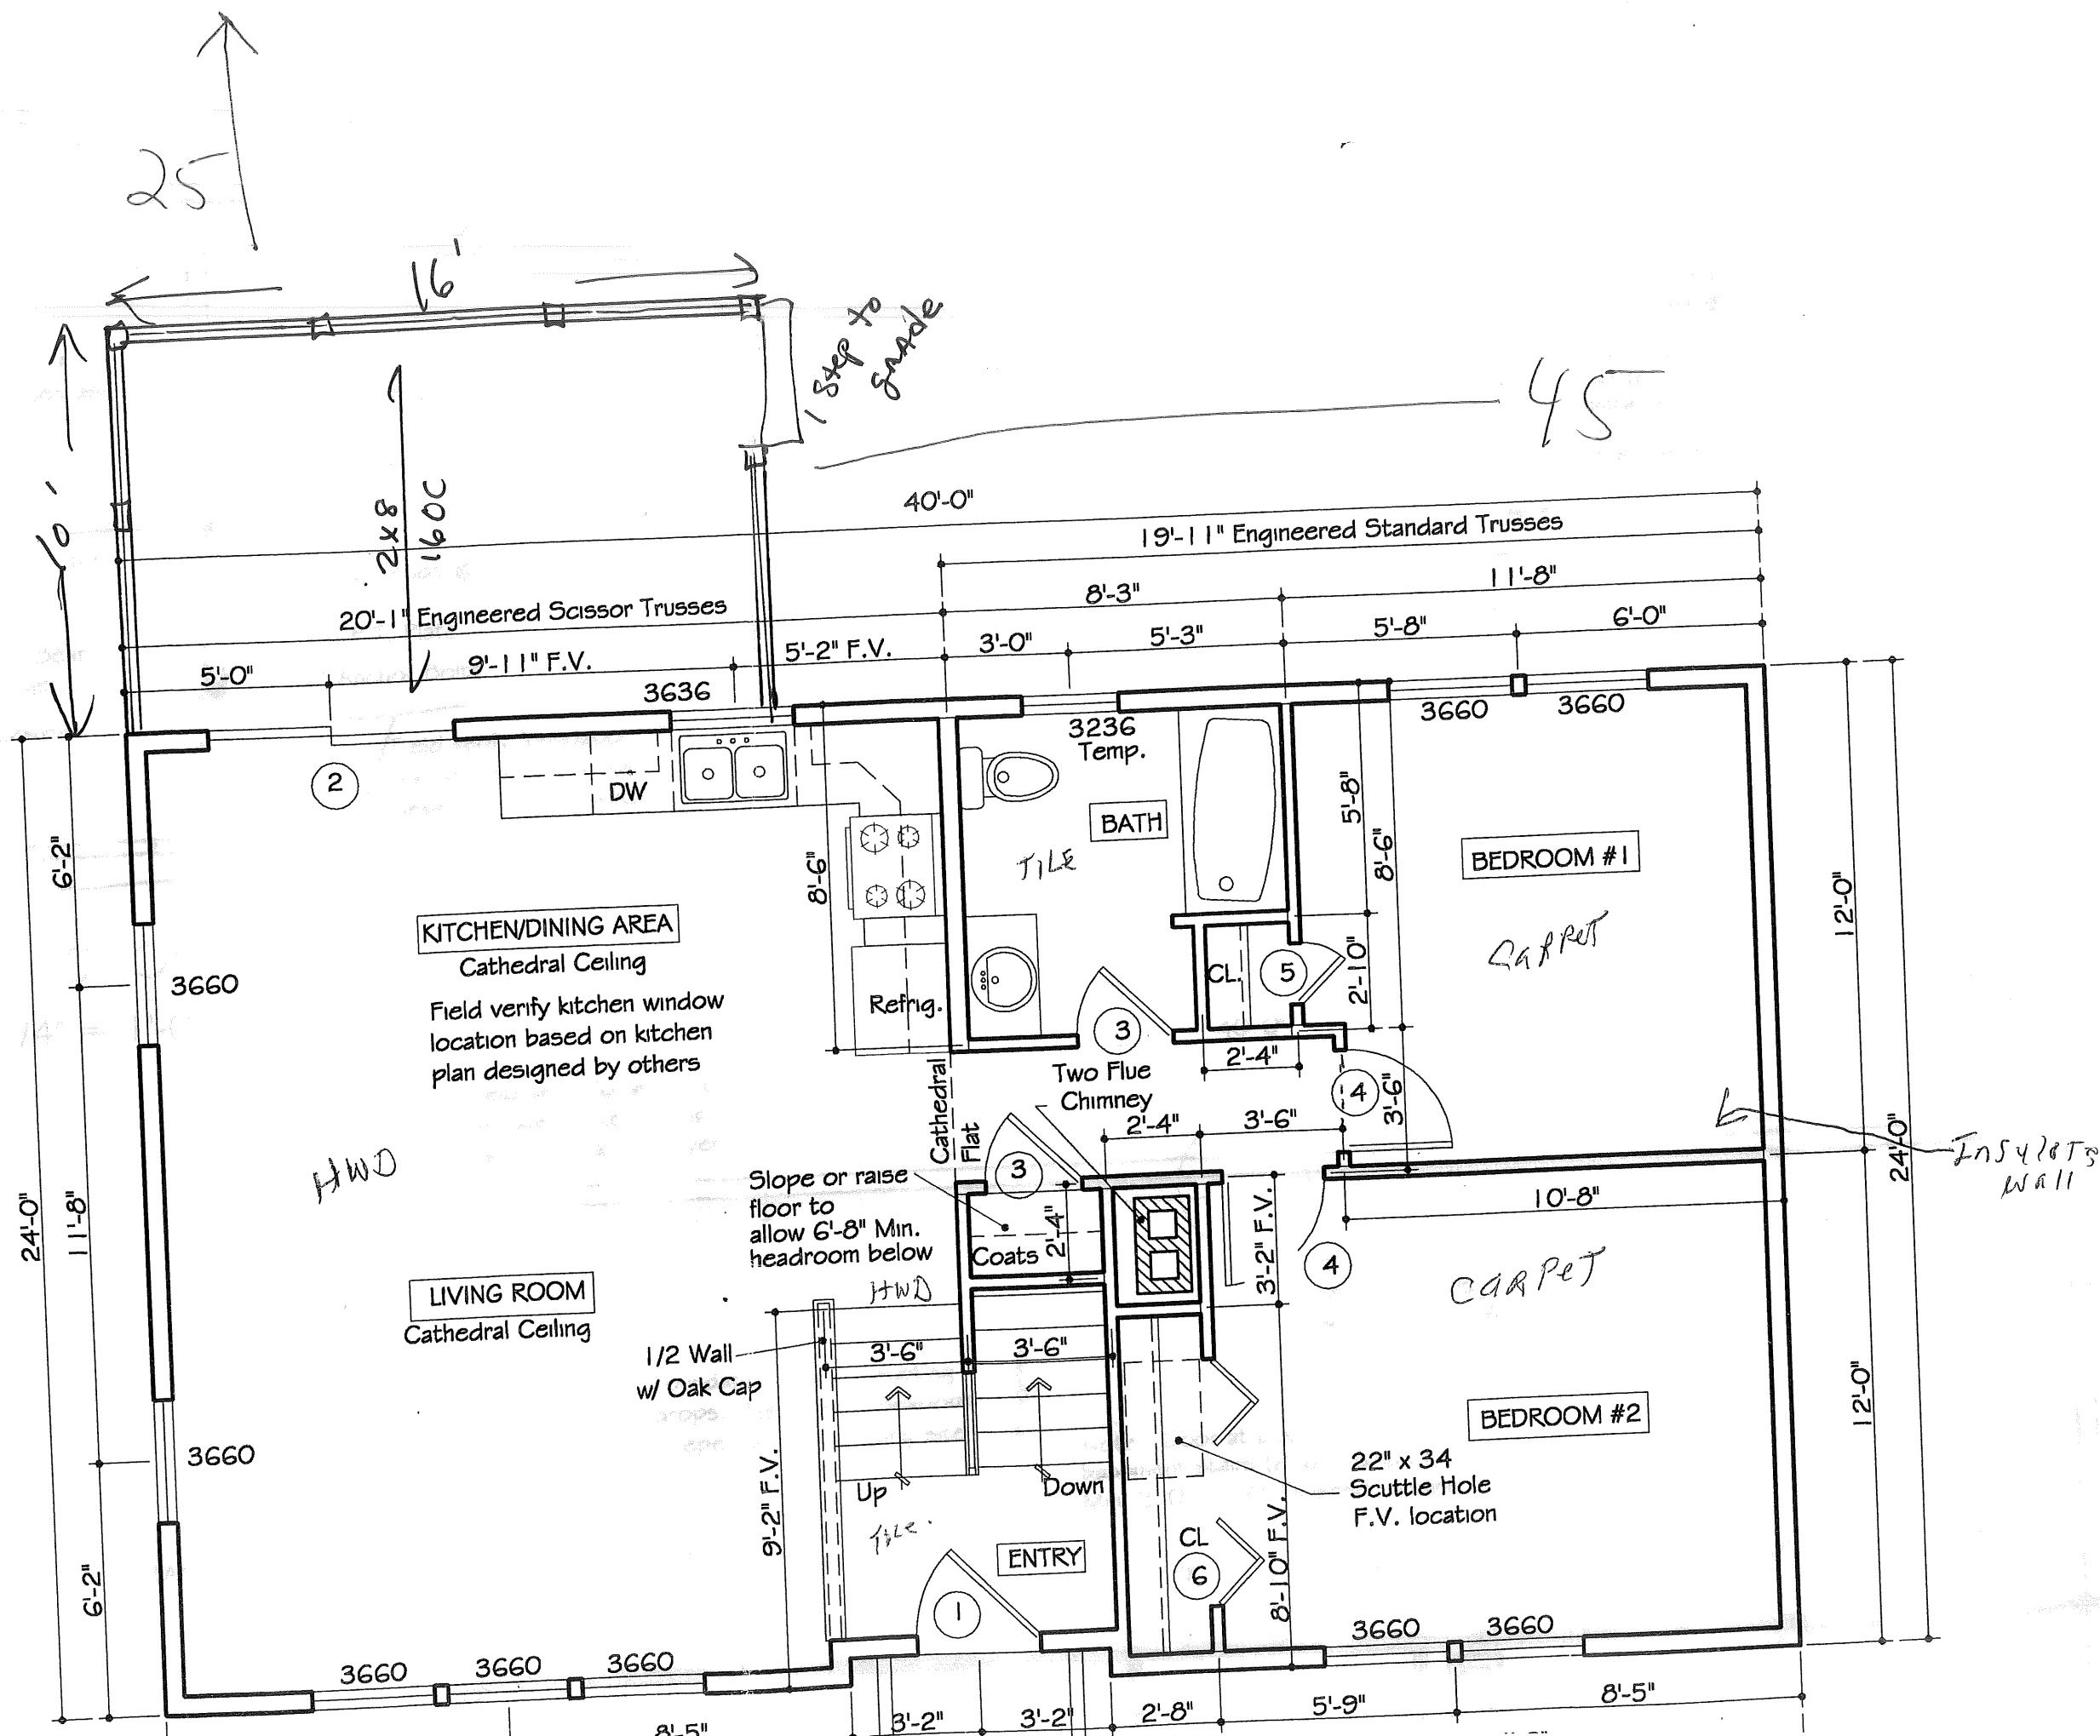 25
16'
1 Step to
grade
45
10'
2x8
16OC
40'-0"
19'-11" Engineered Standard Trusses
11'-8"
8'-3"
20'-1" Engineered Scissor Trusses
6'-0"
5'-8"
5'-3"
3'-0"
5'-2" F.V.
9'-11" F.V.
5'-0"
3636
3236
Temp.
3660
3660
2
DW
BATH
TILE
5'-8"
8'-6"
BEDROOM #1
CARPET
12'-0"
6'-2"
8'-6"
KITCHEN/DINING AREA
Cathedral Ceiling
Field verify kitchen window
location based on kitchen
plan designed by others
3660
Refrig.
CL.
5
2'-10"
3
2'-4"
Two Flue
Chimney
4
3'-6"
Cathedral
Flat
2'-4"
3'-6"
24'-0"
wall
HWD
3
Slope or raise
floor to
allow 6'-8" Min.
headroom below
Coats
2'-4"
3'-2" F.V.
10'-8"
4
CARPET
24'-0"
11'-8"
HWD
LIVING ROOM
Cathedral Ceiling
1/2 Wall
w/ Oak Cap
3'-6"
3'-6"
BEDROOM #2
12'-0"
3660
22" x 34
Scuttle Hole
F.V. location
Up
Down
9'-2" F.V.
Tile.
ENTRY
CL
6
8'-10" F.V.
6'-2"
1
3660
3660
3660
3660
3660
8'-5"
3'-2"
3'-2"
2'-8"
5'-9"
8'-5"